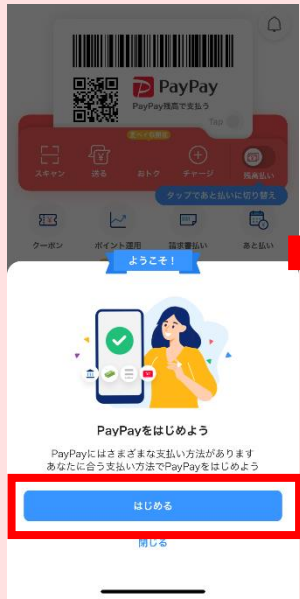 PayPay
PayPay残高で支払う
Tap
スキャン
送る
おトク
チャージ
残高払い
タップであと払いに切り替え
クーポン
ポイント運用
請求書払い
あと払い
ようこそ！
PayPayをはじめよう
PayPayにはさまざまな支払い方法があります
あなたに合う支払い方法でPayPayをはじめよう
はじめる
閉じる